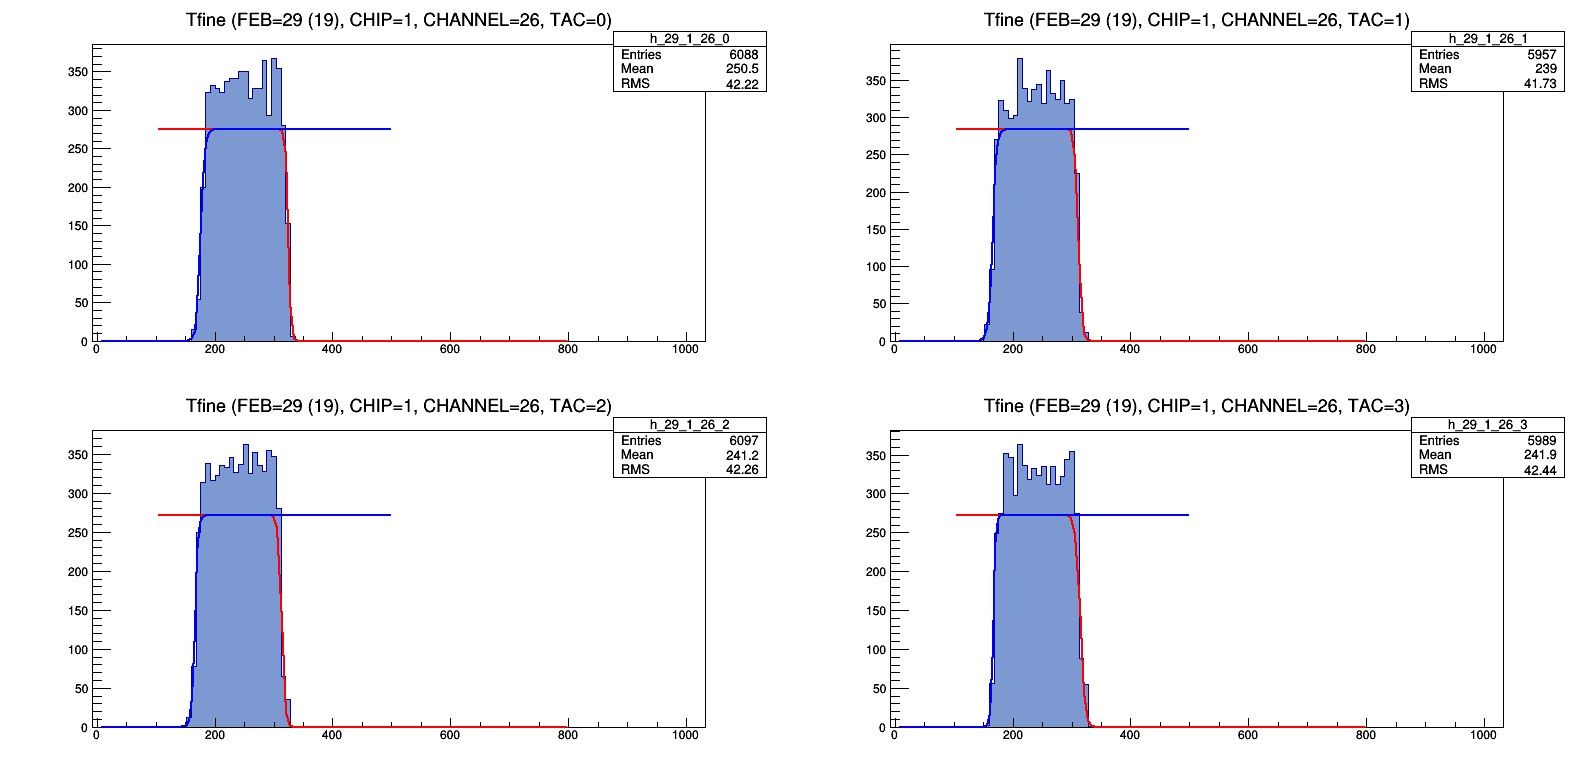 Tfine (FEB=29 (19), CHIP=1, CHANNEL=26, TAC=0)
h_29_1_26_0
Entries 6088
Mean 250.5
RMS 42.22
350
300
250
200
150
100
50
0
0 200 400 600 800 1000
Tfine (FEB=29 (19), CHIP=1, CHANNEL=26, TAC=1)
h_29_1_26_1
Entries 5957
Mean 239
RMS 41.73
350
300
250
200
150
100
50
0
0 200 400 600 800 1000
Tfine (FEB=29 (19), CHIP=1, CHANNEL=26, TAC=2)
h_29_1_26_2
Entries 6097
Mean 241.2
RMS 42.26
350
300
250
200
150
100
50
0
0 200 400 600 800 1000
Tfine (FEB=29 (19), CHIP=1, CHANNEL=26, TAC=3)
h_29_1_26_3
Entries 5989
Mean 241.9
RMS 42.44
350
300
250
200
150
100
50
0
0 200 400 600 800 1000